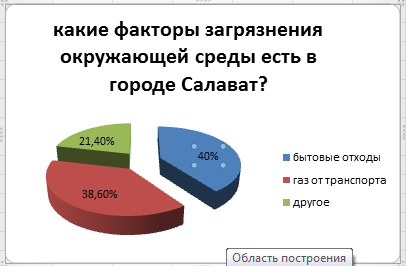 какие факторы загрязнения
окружающей среды есть в
городе Салават?
21,40%
40%
38,60%
бытовые отходы
газ от транспорта
другое
Область построения